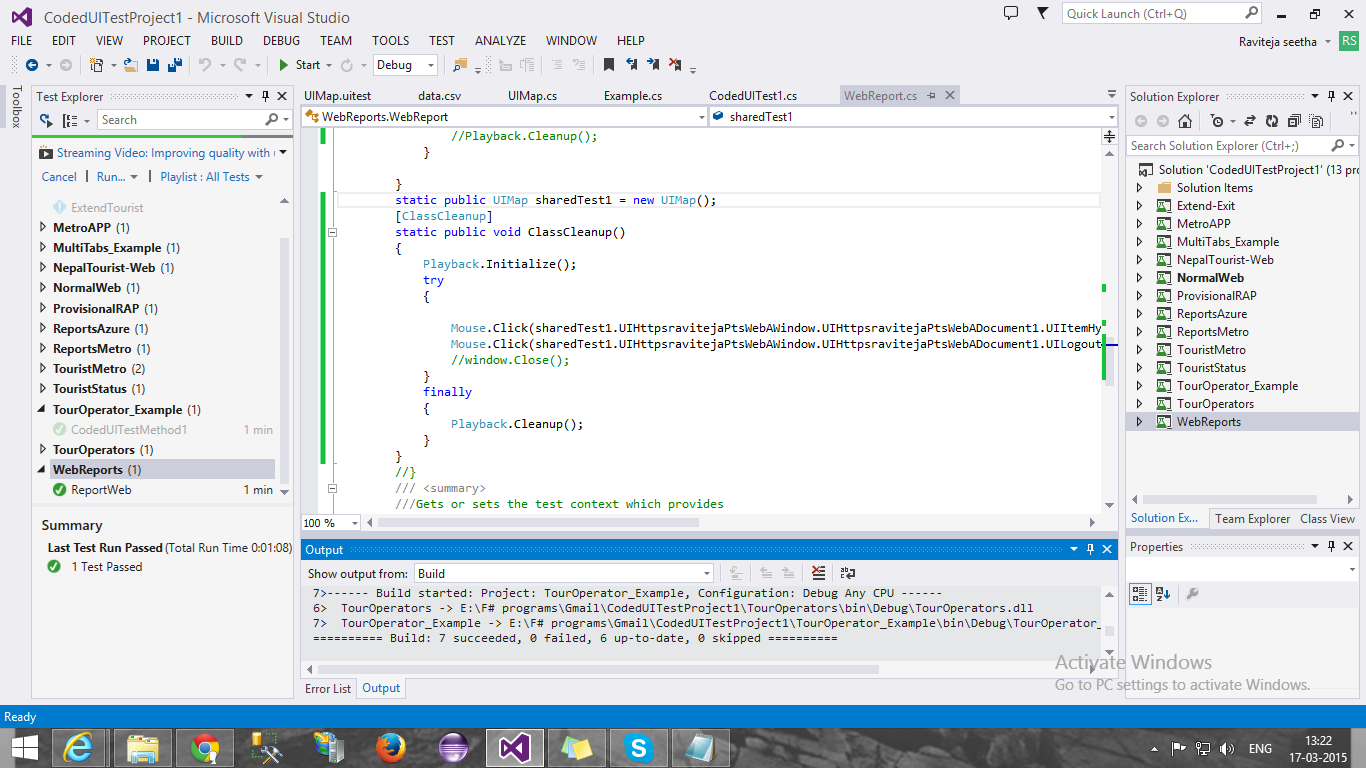 CodedUITestProject1 - Microsoft Visual Studio
Quick Launch (Ctrl+Q)
FILE EDIT VIEW PROJECT BUILD DEBUG TEAM TOOLS TEST ANALYZE WINDOW HELP
Raviteja seetha RS
Start Debug
Toolbox
Test Explorer
Search
Streaming Video: Improving quality with
Cancel | Run... | Playlist : All Tests
ExtendTourist
MetroAPP (1)
MultiTabs_Example (1)
NepalTourist-Web (1)
NormalWeb (1)
ProvisionalRAP (1)
ReportsAzure (1)
ReportsMetro (1)
TouristMetro (2)
TouristStatus (1)
TourOperator_Example (1)
CodedUITestMethod1 1 min
TourOperators (1)
WebReports (1)
ReportWeb 1 min
Summary
Last Test Run Passed (Total Run Time 0:01:08)
1 Test Passed
UIMap.uitest data.csv UIMap.cs Example.cs CodedUITest1.cs WebReport.cs
WebReports.WebReport sharedTest1
//Playback.Cleanup();
}
}
static public UIMap sharedTest1 = new UIMap();
[ClassCleanup]
static public void ClassCleanup()
{
Playback.Initialize();
try
{
Mouse.Click(sharedTest1.UIHttpsravitejaPtsWebAWindow.UIHttpsravitejaPtsWebADocument1.UIItemHy
Mouse.Click(sharedTest1.UIHttpsravitejaPtsWebAWindow.UIHttpsravitejaPtsWebADocument1.UILogout
//window.Close();
}
finally
{
Playback.Cleanup();
}
}
//}
/// <summary>
///Gets or sets the test context which provides
100 %
Output
Show output from: Build
7>------ Build started: Project: TourOperator_Example, Configuration: Debug Any CPU ------
6> TourOperators -> E:\F# programs\Gmail\CodedUITestProject1\TourOperators\bin\Debug\TourOperators.dll
7> TourOperator_Example -> E:\F# programs\Gmail\CodedUITestProject1\TourOperator_Example\bin\Debug\TourOperator_
========== Build: 7 succeeded, 0 failed, 6 up-to-date, 0 skipped ==========
Error List Output
Solution Explorer
Search Solution Explorer (Ctrl+;)
Solution 'CodedUITestProject1' (13 pro
Solution Items
Extend-Exit
MetroAPP
MultiTabs_Example
NepalTourist-Web
NormalWeb
ProvisionalRAP
ReportsAzure
ReportsMetro
TouristMetro
TouristStatus
TourOperator_Example
TourOperators
WebReports
Solution Ex... Team Explorer Class View
Properties
Activate Windows
Go to PC settings to activate Windows.
Ready
ENG
13:22
17-03-2015